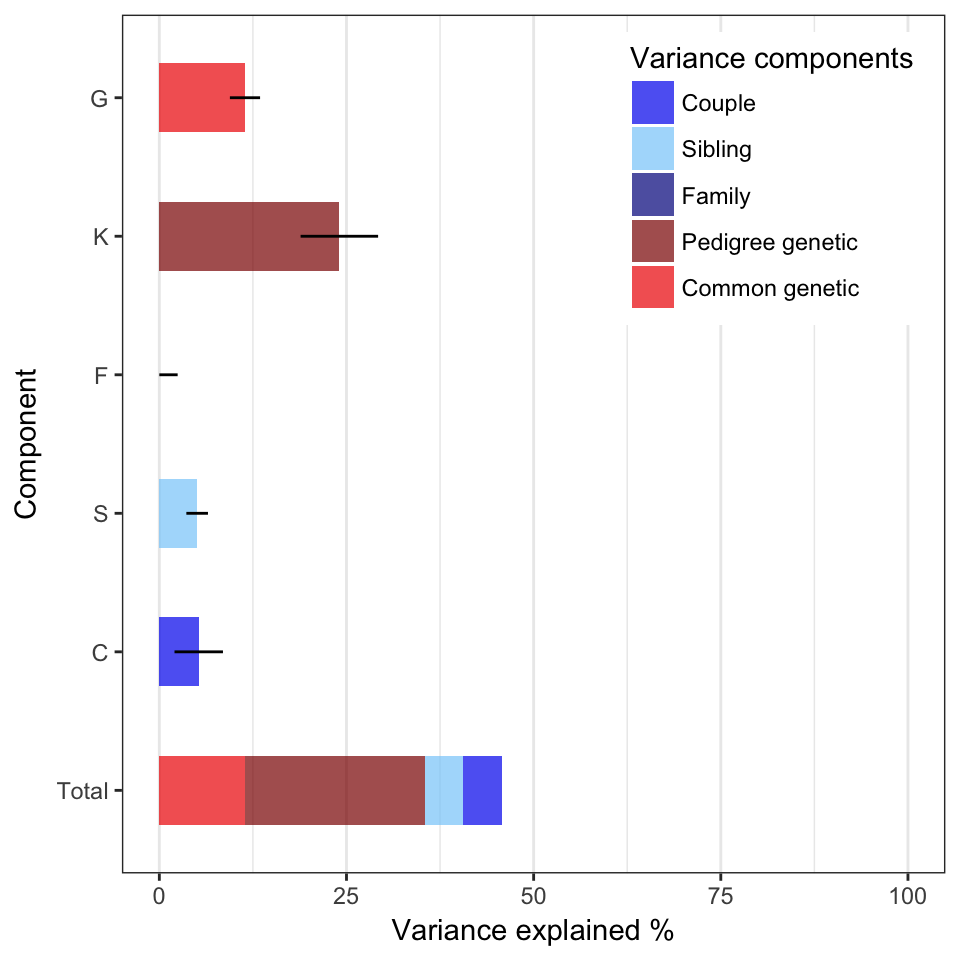 Variance components
Couple
Sibling
Family
Pedigree genetic
Common genetic
G
K
F
S
C
Total
Component
0 25 50 75 100
Variance explained %